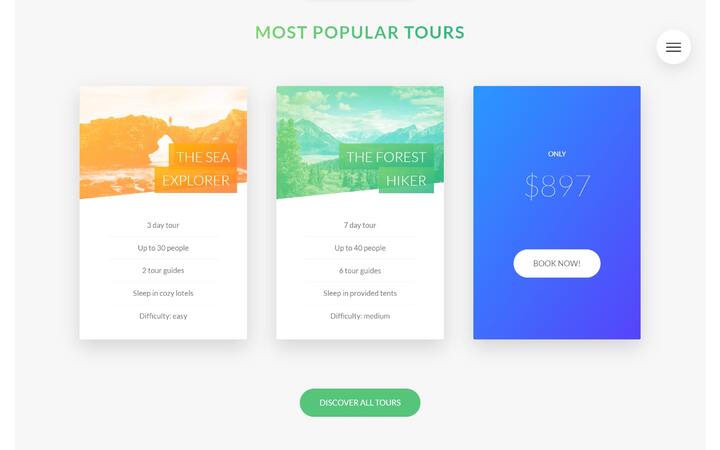 MOST POPULAR TOURS
THE SEA
EXPLORER
3 day tour
Up to 30 people
2 tour guides
Sleep in cozy lotels
Difficulty: easy
THE FOREST
HIKER
7 day tour
Up to 40 people
6 tour guides
Sleep in provided tents
Difficulty: medium
ONLY
$897
BOOK NOW!
DISCOVER ALL TOURS